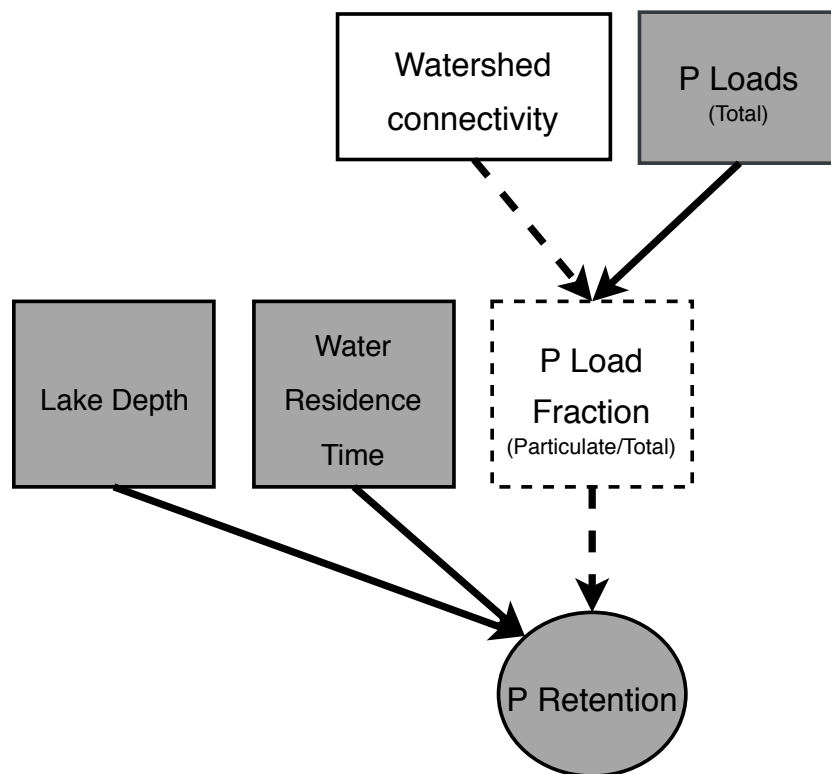 Watershed
connectivity
P Loads
(Total)
Lake Depth
Water
Residence
Time
P Load
Fraction
(Particulate/Total)
P Retention